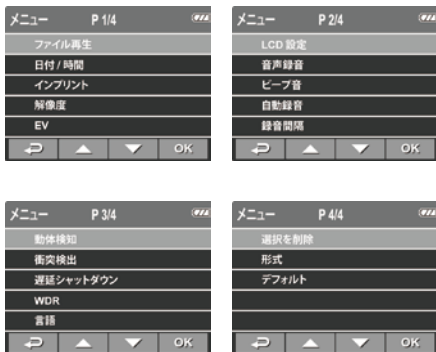 メニュー P 1/4
ファイル再生
日付 / 時間
インプリント
解像度
EV
OK
メニュー P 2/4
LCD 設定
音声録音
ビープ音
自動録音
録音間隔
OK
メニュー P 3/4
動体検知
衝突検出
遅延シャットダウン
WDR
言語
OK
メニュー P 4/4
選択を削除
形式
デフォルト
OK